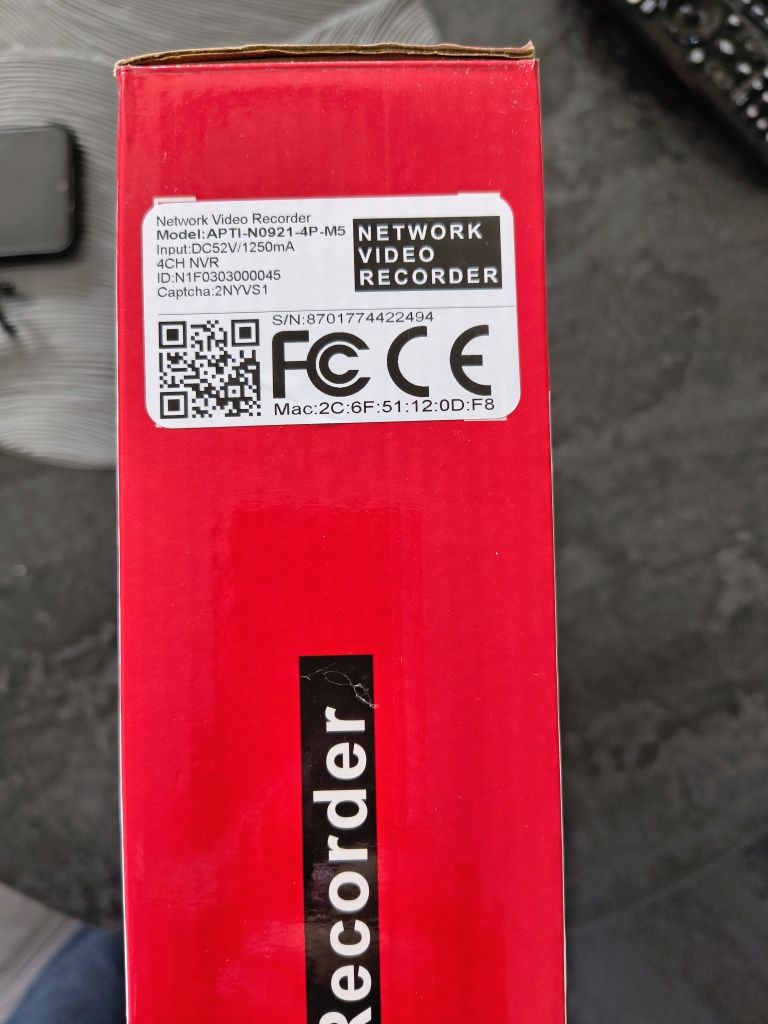 Network Video Recorder
Model:APTI-N0921-4P-M5
Input:DC52V/1250mA
4CH NVR
ID:N1F0303000045
Captcha:2NYVS1
NETWORK
VIDEO
RECORDER
S/N:8701774422494
FC CE
Mac:2C:6F:51:12:0D:F8
Recorder